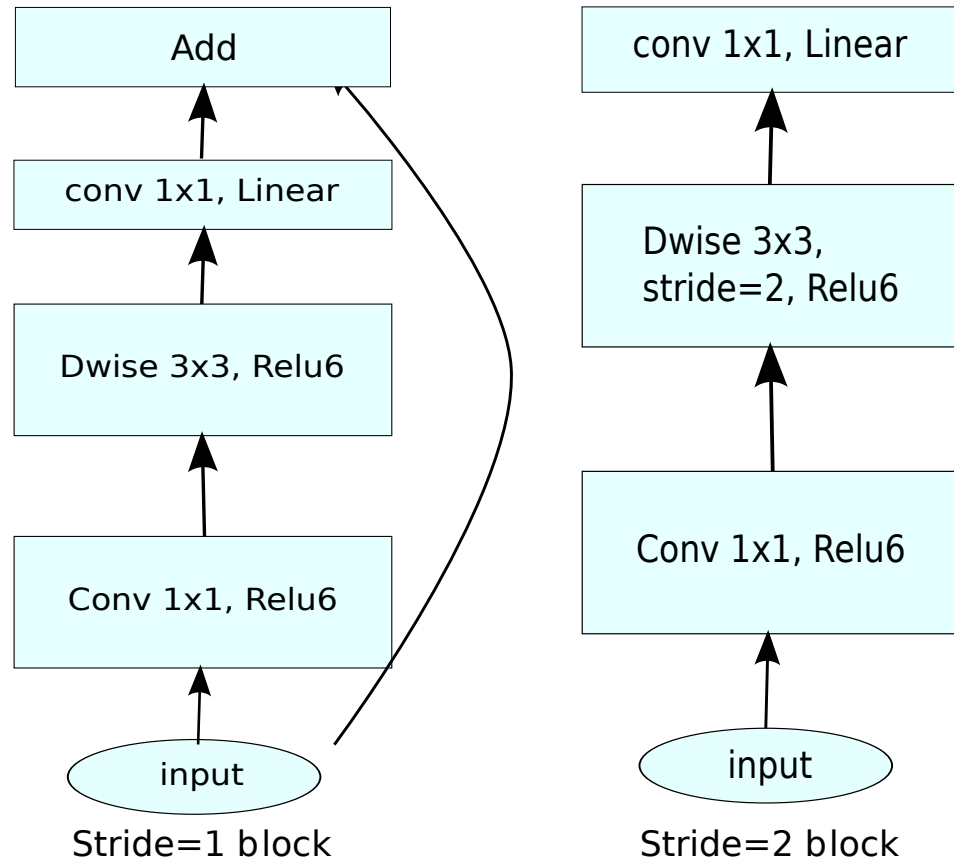 Add
conv 1x1, Linear
Dwise 3x3, Relu6
Conv 1x1, Relu6
input
Stride=1 block
conv 1x1, Linear
Dwise 3x3,
stride=2, Relu6
Conv 1x1, Relu6
input
Stride=2 block